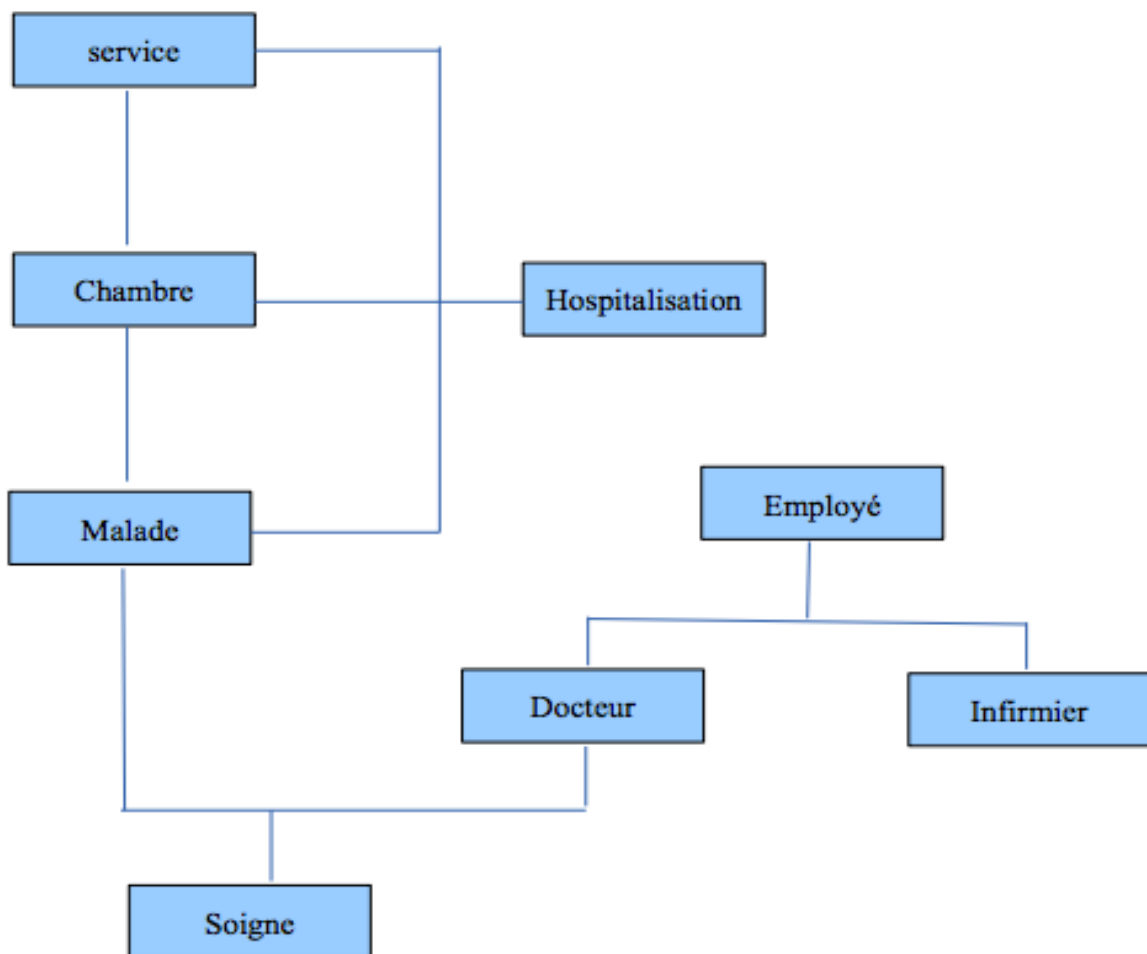 service
Chambre
Hospitalisation
Malade
Employé
Docteur
Infirmier
Soigne